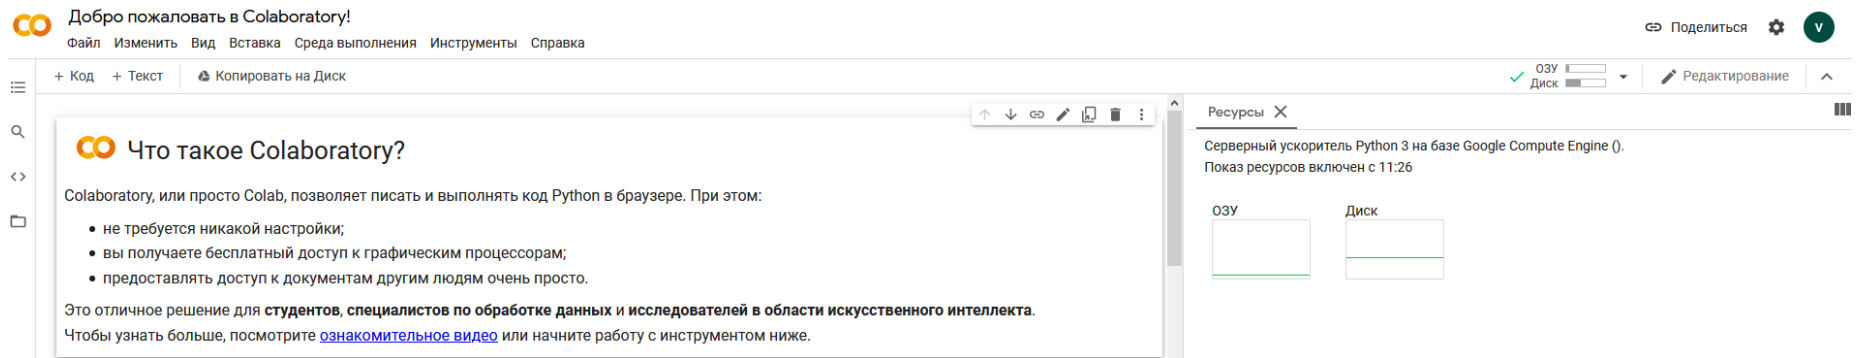 Добро пожаловать в Colaboratory!
Файл Изменить Вид Вставка Среда выполнения Инструменты Справка
Поделиться
V
+ Код + Текст Копировать на Диск
ОЗУ
Диск
Редактирование
Что такое Colaboratory?
Colaboratory, или просто Colab, позволяет писать и выполнять код Python в браузере. При этом:
• не требуется никакой настройки;
• вы получаете бесплатный доступ к графическим процессорам;
• предоставлять доступ к документам другим людям очень просто.
Это отличное решение для студентов, специалистов по обработке данных и исследователей в области искусственного интеллекта.
Чтобы узнать больше, посмотрите ознакомительное видео или начните работу с инструментом ниже.
Ресурсы
Серверный ускоритель Python 3 на базе Google Compute Engine ().
Показ ресурсов включен с 11:26
ОЗУ Диск